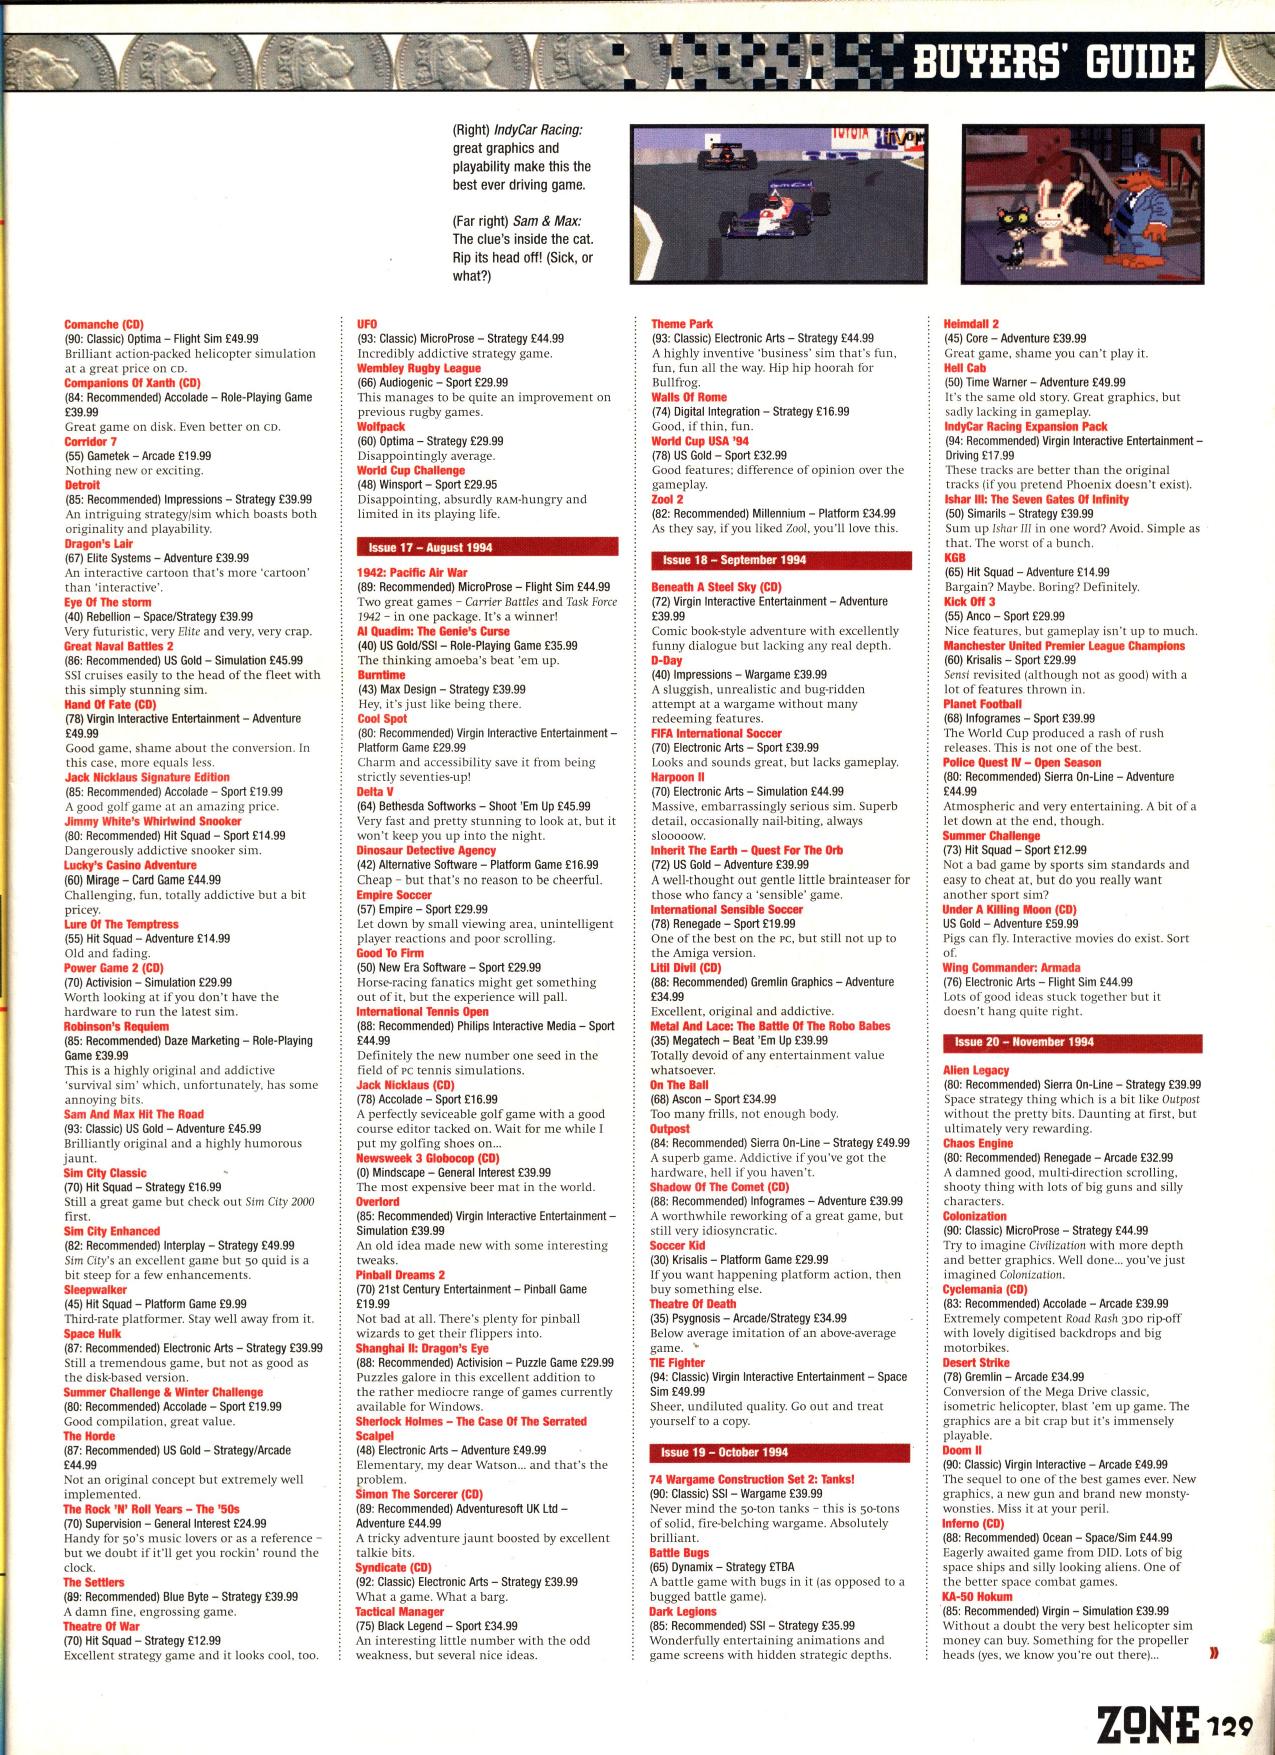 BUYERS' GUIDE
(Right) IndyCar Racing:
great graphics and
playability make this the
best ever driving game.
(Far right) Sam & Max:
The clue's inside the cat.
Rip its head off! (Sick, or
what?)
TOYOTA
Comanche (CD)
(90: Classic) Optima – Flight Sim £49.99
Brilliant action-packed helicopter simulation
at a great price on CD.
Companions Of Xanth (CD)
(84: Recommended) Accolade – Role-Playing Game
£39.99
Great game on disk. Even better on CD.
Corridor 7
(55) Gametek – Arcade £19.99
Nothing new or exciting.
Detroit
(85: Recommended) Impressions – Strategy £39.99
An intriguing strategy/sim which boasts both
originality and playability.
Dragon's Lair
(67) Elite Systems – Adventure £39.99
An interactive cartoon that's more 'cartoon'
than 'interactive'.
Eye Of The storm
(40) Rebellion – Space/Strategy £39.99
Very futuristic, very Elite and very, very crap.
Great Naval Battles 2
(86: Recommended) US Gold – Simulation £45.99
SSI cruises easily to the head of the fleet with
this simply stunning sim.
Hand Of Fate (CD)
(78) Virgin Interactive Entertainment – Adventure
£49.99
Good game, shame about the conversion. In
this case, more equals less.
Jack Nicklaus Signature Edition
(85: Recommended) Accolade – Sport £19.99
A good golf game at an amazing price.
Jimmy White's Whirlwind Snooker
(80: Recommended) Hit Squad – Sport £14.99
Dangerously addictive snooker sim.
Lucky's Casino Adventure
(60) Mirage – Card Game £44.99
Challenging, fun, totally addictive but a bit
pricey.
Lure Of The Temptress
(55) Hit Squad – Adventure £14.99
Old and fading.
Power Game 2 (CD)
(70) Activision – Simulation £29.99
Worth looking at if you don't have the
hardware to run the latest sim.
Robinson's Requiem
(85: Recommended) Daze Marketing – Role-Playing
Game £39.99
This is a highly original and addictive
'survival sim' which, unfortunately, has some
annoying bits.
Sam And Max Hit The Road
(93: Classic) US Gold – Adventure £45.99
Brilliantly original and a highly humorous
jaunt.
Sim City Classic
(70) Hit Squad – Strategy £16.99
Still a great game but check out Sim City 2000
first.
Sim City Enhanced
(82: Recommended) Interplay – Strategy £49.99
Sim City's an excellent game but 50 quid is a
bit steep for a few enhancements.
Sleepwalker
(45) Hit Squad – Platform Game £9.99
Third-rate platformer. Stay well away from it.
Space Hulk
(87: Recommended) Electronic Arts – Strategy £39.99
Still a tremendous game, but not as good as
the disk-based version.
Summer Challenge & Winter Challenge
(80: Recommended) Accolade – Sport £19.99
Good compilation, great value.
The Horde
(87: Recommended) US Gold – Strategy/Arcade
£44.99
Not an original concept but extremely well
implemented.
The Rock 'N' Roll Years – The '50s
(70) Supervision – General Interest £24.99
Handy for 50's music lovers or as a reference –
but we doubt if it'll get you rockin' round the
clock.
The Settlers
(89: Recommended) Blue Byte – Strategy £39.99
A damn fine, engrossing game.
Theatre Of War
(70) Hit Squad – Strategy £12.99
Excellent strategy game and it looks cool, too.
UFO
(93: Classic) MicroProse – Strategy £44.99
Incredibly addictive strategy game.
Wembley Rugby League
(66) Audiogenic – Sport £29.99
This manages to be quite an improvement on
previous rugby games.
Wolfpack
(60) Optima – Strategy £29.99
Disappointingly average.
World Cup Challenge
(48) Winsport – Sport £29.95
Disappointing, absurdly RAM-hungry and
limited in its playing life.
Issue 17 – August 1994
1942: Pacific Air War
(89: Recommended) MicroProse – Flight Sim £44.99
Two great games – Carrier Battles and Task Force
1942 – in one package. It's a winner!
Al Quadim: The Genie's Curse
(40) US Gold/SSI – Role-Playing Game £35.99
The thinking amoeba's beat 'em up.
Burntime
(43) Max Design – Strategy £39.99
Hey, it's just like being there.
Cool Spot
(80: Recommended) Virgin Interactive Entertainment –
Platform Game £29.99
Charm and accessibility save it from being
strictly seventies-up!
Delta V
(64) Bethesda Softworks – Shoot 'Em Up £45.99
Very fast and pretty stunning to look at, but it
won't keep you up into the night.
Dinosaur Detective Agency
(42) Alternative Software – Platform Game £16.99
Cheap – but that's no reason to be cheerful.
Empire Soccer
(57) Empire – Sport £29.99
Let down by small viewing area, unintelligent
player reactions and poor scrolling.
Good To Firm
(50) New Era Software – Sport £29.99
Horse-racing fanatics might get something
out of it, but the experience will pall.
International Tennis Open
(88: Recommended) Philips Interactive Media – Sport
£44.99
Definitely the new number one seed in the
field of PC tennis simulations.
Jack Nicklaus (CD)
(78) Accolade – Sport £16.99
A perfectly seviceable golf game with a good
course editor tacked on. Wait for me while I
put my golfing shoes on...
Newsweek 3 Globocop (CD)
(0) Mindscape – General Interest £39.99
The most expensive beer mat in the world.
Overlord
(85: Recommended) Virgin Interactive Entertainment –
Simulation £39.99
An old idea made new with some interesting
tweaks.
Pinball Dreams 2
(70) 21st Century Entertainment – Pinball Game
£19.99
Not bad at all. There's plenty for pinball
wizards to get their flippers into.
Shanghai II: Dragon's Eye
(88: Recommended) Activision – Puzzle Game £29.99
Puzzles galore in this excellent addition to
the rather mediocre range of games currently
available for Windows.
Sherlock Holmes – The Case Of The Serrated
Scalpel
(48) Electronic Arts – Adventure £49.99
Elementary, my dear Watson... and that's the
problem.
Simon The Sorcerer (CD)
(89: Recommended) Adventuresoft UK Ltd –
Adventure £44.99
A tricky adventure jaunt boosted by excellent
talkie bits.
Syndicate (CD)
(92: Classic) Electronic Arts – Strategy £39.99
What a game. What a barg.
Tactical Manager
(75) Black Legend – Sport £34.99
An interesting little number with the odd
weakness, but several nice ideas.
Theme Park
(93: Classic) Electronic Arts – Strategy £44.99
A highly inventive 'business' sim that's fun,
fun, fun all the way. Hip hip hoorah for
Bullfrog.
Walls Of Rome
(74) Digital Integration – Strategy £16.99
Good, if thin, fun.
World Cup USA '94
(78) US Gold – Sport £32.99
Good features; difference of opinion over the
gameplay.
Zool 2
(82: Recommended) Millennium – Platform £34.99
As they say, if you liked Zool, you'll love this.
Issue 18 – September 1994
Beneath A Steel Sky (CD)
(72) Virgin Interactive Entertainment – Adventure
£39.99
Comic book-style adventure with excellently
funny dialogue but lacking any real depth.
D-Day
(40) Impressions – Wargame £39.99
A sluggish, unrealistic and bug-ridden
attempt at a wargame without many
redeeming features.
FIFA International Soccer
(70) Electronic Arts – Sport £39.99
Looks and sounds great, but lacks gameplay.
Harpoon II
(70) Electronic Arts – Simulation £44.99
Massive, embarrassingly serious sim. Superb
detail, occasionally nail-biting, always
slooooow.
Inherit The Earth – Quest For The Orb
(72) US Gold – Adventure £39.99
A well-thought out gentle little brainteaser for
those who fancy a 'sensible' game.
International Sensible Soccer
(78) Renegade – Sport £19.99
One of the best on the PC, but still not up to
the Amiga version.
Litil Divil (CD)
(88: Recommended) Gremlin Graphics – Adventure
£34.99
Excellent, original and addictive.
Metal And Lace: The Battle Of The Robo Babes
(35) Megatech – Beat 'Em Up £39.99
Totally devoid of any entertainment value
whatsoever.
On The Ball
(68) Ascon – Sport £34.99
Too many frills, not enough body.
Outpost
(84: Recommended) Sierra On-Line – Strategy £49.99
A superb game. Addictive if you've got the
hardware, hell if you haven't.
Shadow Of The Comet (CD)
(88: Recommended) Infogrames – Adventure £39.99
A worthwhile reworking of a great game, but
still very idiosyncratic.
Soccer Kid
(30) Krisalis – Platform Game £29.99
If you want happening platform action, then
buy something else.
Theatre Of Death
(35) Psygnosis – Arcade/Strategy £34.99
Below average imitation of an above-average
game.
TIE Fighter
(94: Classic) Virgin Interactive Entertainment – Space
Sim £49.99
Sheer, undiluted quality. Go out and treat
yourself to a copy.
Issue 19 – October 1994
74 Wargame Construction Set 2: Tanks!
(90: Classic) SSI – Wargame £39.99
Never mind the 50-ton tanks – this is 50-tons
of solid, fire-belching wargame. Absolutely
brilliant.
Battle Bugs
(65) Dynamix – Strategy £TBA
A battle game with bugs in it (as opposed to a
bugged battle game).
Dark Legions
(85: Recommended) SSI – Strategy £35.99
Wonderfully entertaining animations and
game screens with hidden strategic depths.
Heimdall 2
(45) Core – Adventure £39.99
Great game, shame you can't play it.
Hell Cab
(50) Time Warner – Adventure £49.99
It's the same old story. Great graphics, but
sadly lacking in gameplay.
IndyCar Racing Expansion Pack
(94: Recommended) Virgin Interactive Entertainment –
Driving £17.99
These tracks are better than the original
tracks (if you pretend Phoenix doesn't exist).
Ishar III: The Seven Gates Of Infinity
(50) Simarils – Strategy £39.99
Sum up Ishar III in one word? Avoid. Simple as
that. The worst of a bunch.
KGB
(65) Hit Squad – Adventure £14.99
Bargain? Maybe. Boring? Definitely.
Kick Off 3
(55) Anco – Sport £29.99
Nice features, but gameplay isn't up to much.
Manchester United Premier League Champions
(60) Krisalis – Sport £29.99
Sensi revisited (although not as good) with a
lot of features thrown in.
Planet Football
(68) Infogrames – Sport £39.99
The World Cup produced a rash of rush
releases. This is not one of the best.
Police Quest IV – Open Season
(80: Recommended) Sierra On-Line – Adventure
£44.99
Atmospheric and very entertaining. A bit of a
let down at the end, though.
Summer Challenge
(73) Hit Squad – Sport £12.99
Not a bad game by sports sim standards and
easy to cheat at, but do you really want
another sport sim?
Under A Killing Moon (CD)
US Gold – Adventure £59.99
Pigs can fly. Interactive movies do exist. Sort
of.
Wing Commander: Armada
(76) Electronic Arts – Flight Sim £44.99
Lots of good ideas stuck together but it
doesn't hang quite right.
Issue 20 – November 1994
Alien Legacy
(80: Recommended) Sierra On-Line – Strategy £39.99
Space strategy thing which is a bit like Outpost
without the pretty bits. Daunting at first, but
ultimately very rewarding.
Chaos Engine
(80: Recommended) Renegade – Arcade £32.99
A damned good, multi-direction scrolling,
shooty thing with lots of big guns and silly
characters.
Colonization
(90: Classic) MicroProse – Strategy £44.99
Try to imagine Civilization with more depth
and better graphics. Well done... you've just
imagined Colonization.
Cyclemania (CD)
(83: Recommended) Accolade – Arcade £39.99
Extremely competent Road Rash 3DO rip-off
with lovely digitised backdrops and big
motorbikes.
Desert Strike
(78) Gremlin – Arcade £34.99
Conversion of the Mega Drive classic,
isometric helicopter, blast 'em up game. The
graphics are a bit crap but it's immensely
playable.
Doom II
(90: Classic) Virgin Interactive – Arcade £49.99
The sequel to one of the best games ever. New
graphics, a new gun and brand new monsty-
wonsties. Miss it at your peril.
Inferno (CD)
(88: Recommended) Ocean – Space/Sim £44.99
Eagerly awaited game from DID. Lots of big
space ships and silly looking aliens. One of
the better space combat games.
KA-50 Hokum
(85: Recommended) Virgin – Simulation £39.99
Without a doubt the very best helicopter sim
money can buy. Something for the propeller
heads (yes, we know you're out there)...
ZONE 129